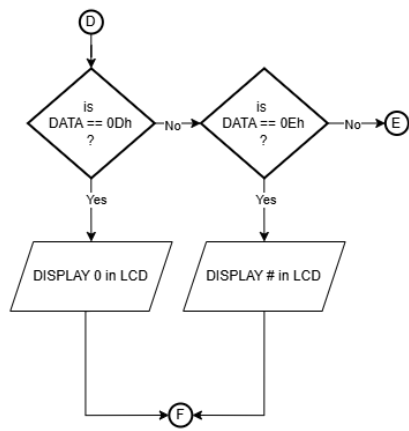 D
is
DATA == 0Dh
?
No
is
DATA == 0Eh
?
No
E
Yes
Yes
DISPLAY 0 in LCD
DISPLAY # in LCD
F